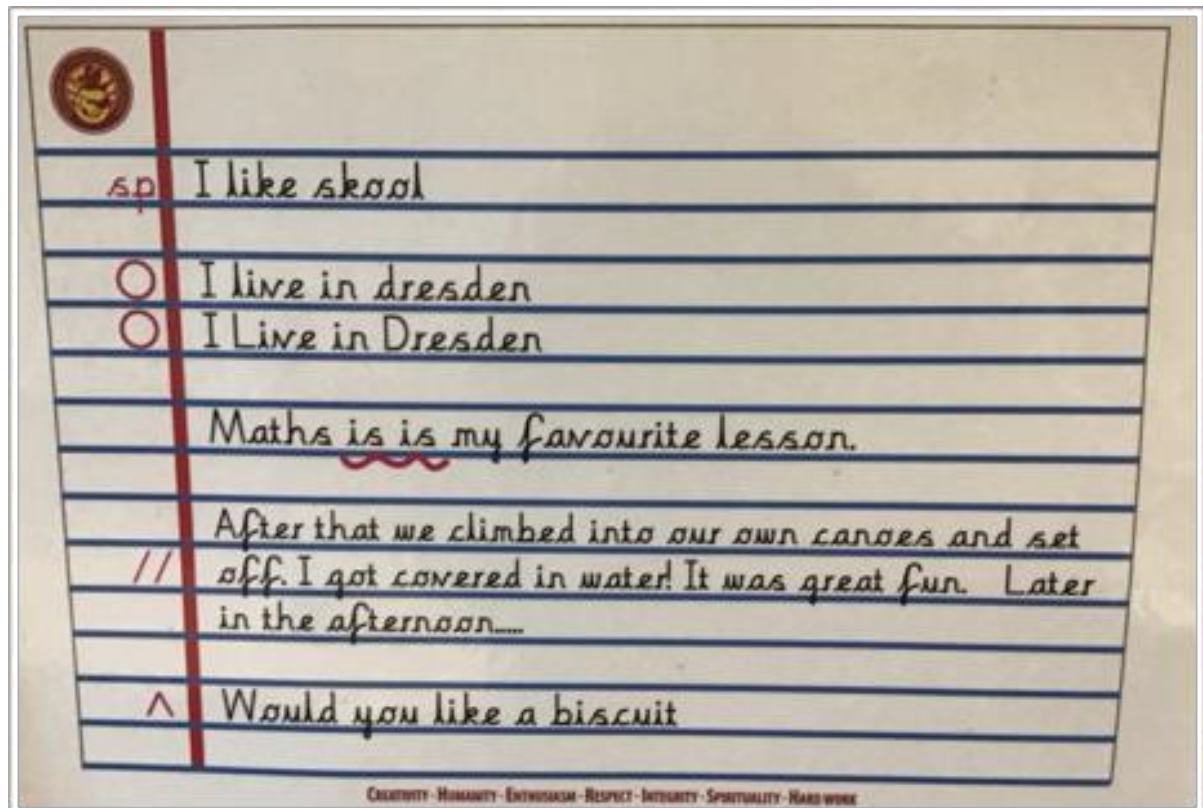 sp I like skool
O I live in dresden
O I Live in Dresden
Maths is is my favourite lesson.
After that we climbed into our own canoes and set
// off. I got covered in water! It was great fun. Later
in the afternoon.....
^ Would you like a biscuit
CREATIVITY · HUMANITY · ENTHUSIASM · RESPECT · INTEGRITY · SPIRITUALITY · HARD WORK